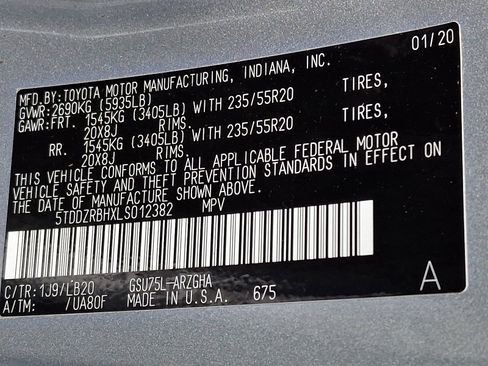 01/20
MFD.BY:TOYOTA MOTOR MANUFACTURING, INDIANA, INC.
GVWR:2690KG (5935LB)
GAWR:FRT. 1545KG (3405LB) WITH 235/55R20 TIRES,
20X8J RIMS
RR. 1545KG (3405LB) WITH 235/55R20 TIRES,
20X8J RIMS.
THIS VEHICLE CONFORMS TO ALL APPLICABLE FEDERAL MOTOR
VEHICLE SAFETY AND THEFT PREVENTION STANDARDS IN EFFECT ON
THE DATE OF MANUFACTURE SHOWN ABOVE.
5TDDZRBHXLS012382 MPV
C/TR:1J9/LB20 GSU75L-ARZGHA
A/TM: /UA80F MADE IN U.S.A. 675 A